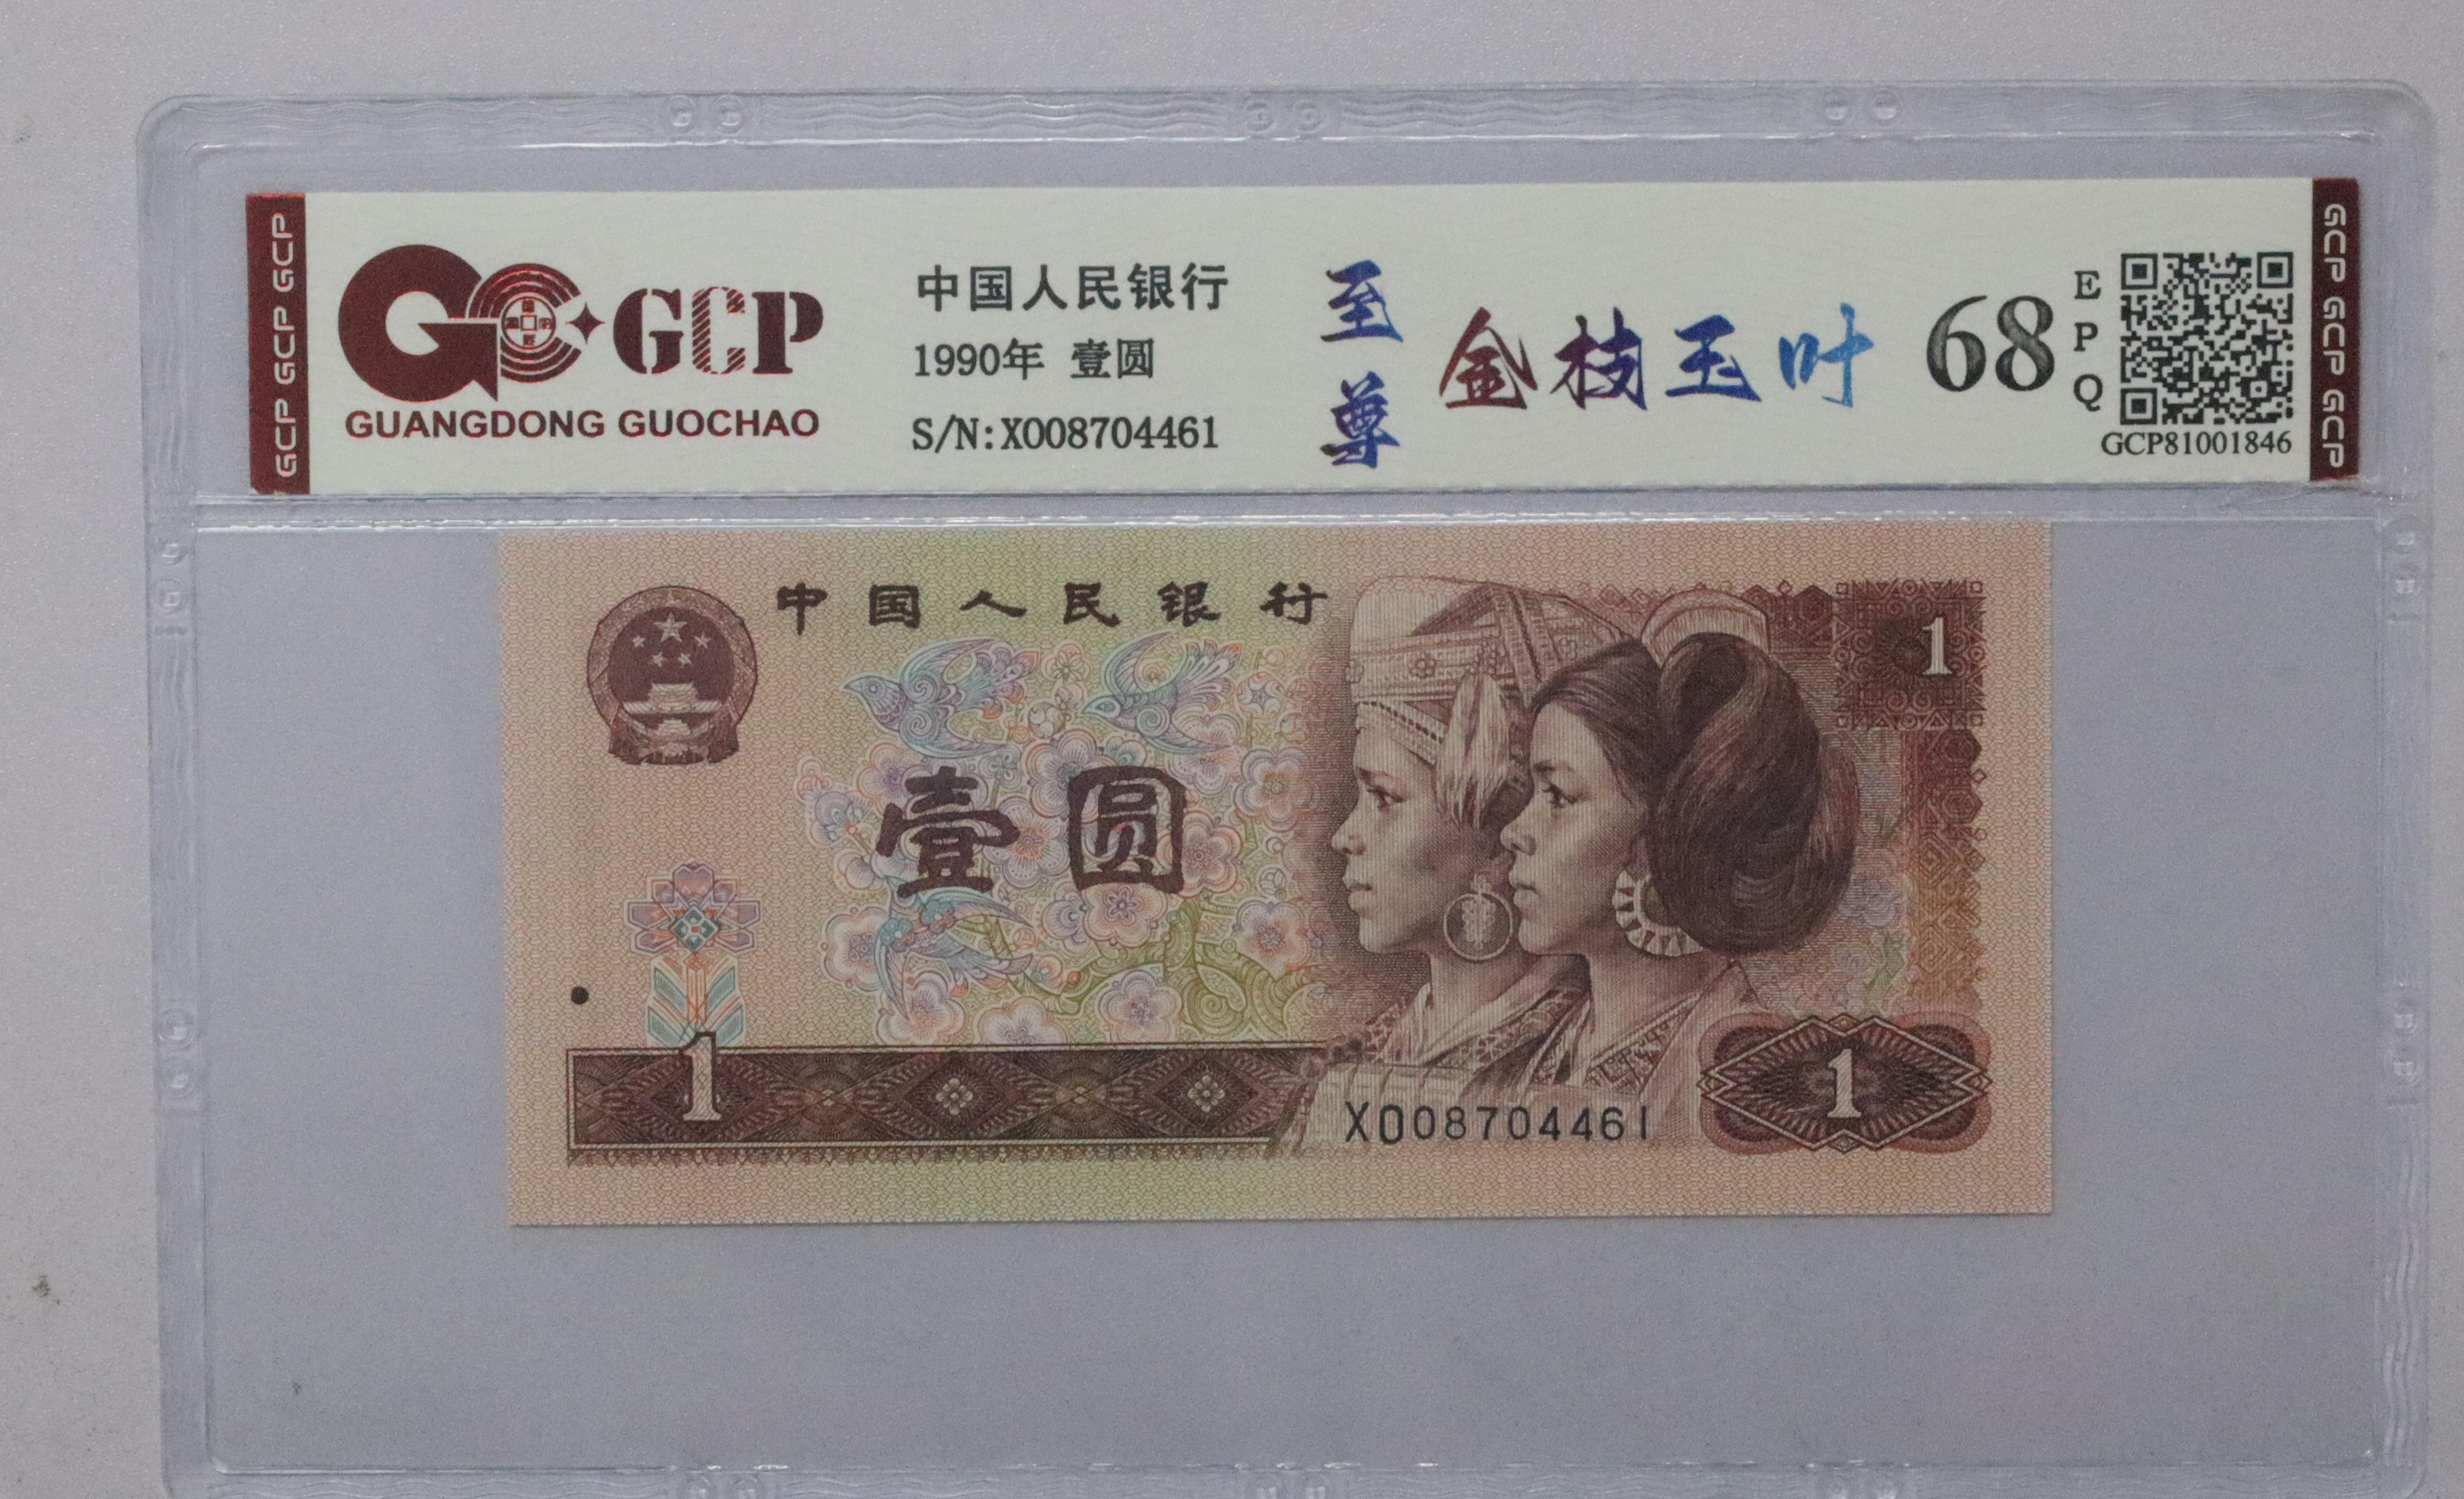 GCP GCP GCP
GCP
GUANGDONG GUOCHAO
中国人民银行
1990年 壹圆
S/N:XO08704461
至尊
金枝玉叶
68
EPQ
GCP81001846
GCP GCP GCP
中国人民银行
1
壹圆
1
XO08704461
1